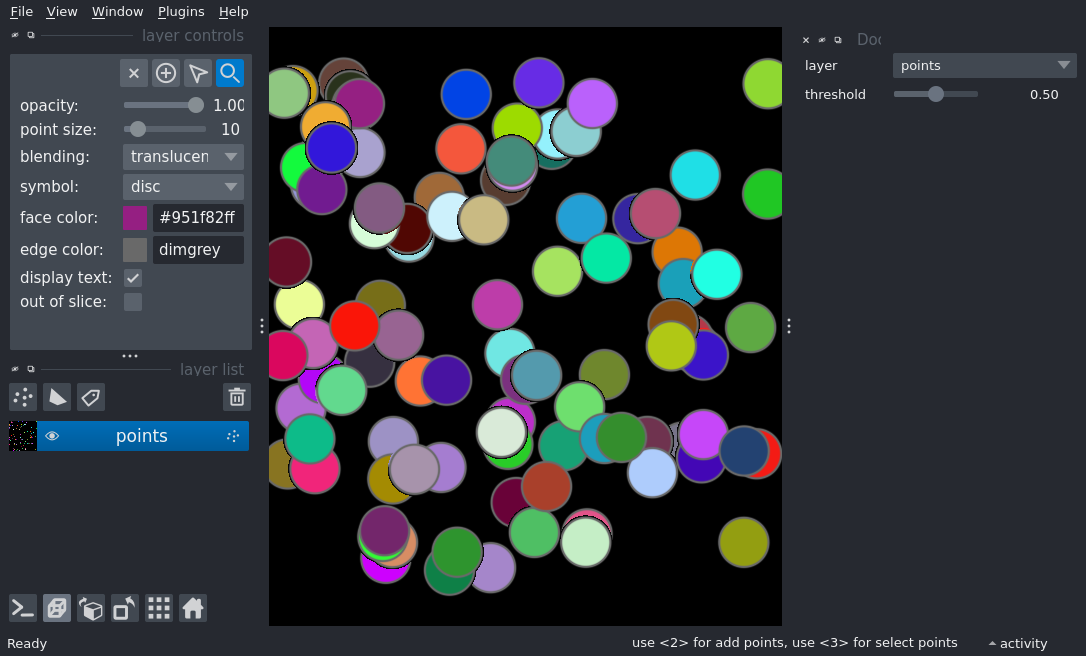 File View Window Plugins Help
layer controls
opacity: 1.00
point size: 10
blending: translucen
symbol: disc
face color: #951f82ff
edge color: dimgrey
display text:
out of slice:
layer list
points
Ready
Doc
layer points
threshold 0.50
use <2> for add points, use <3> for select points
activity